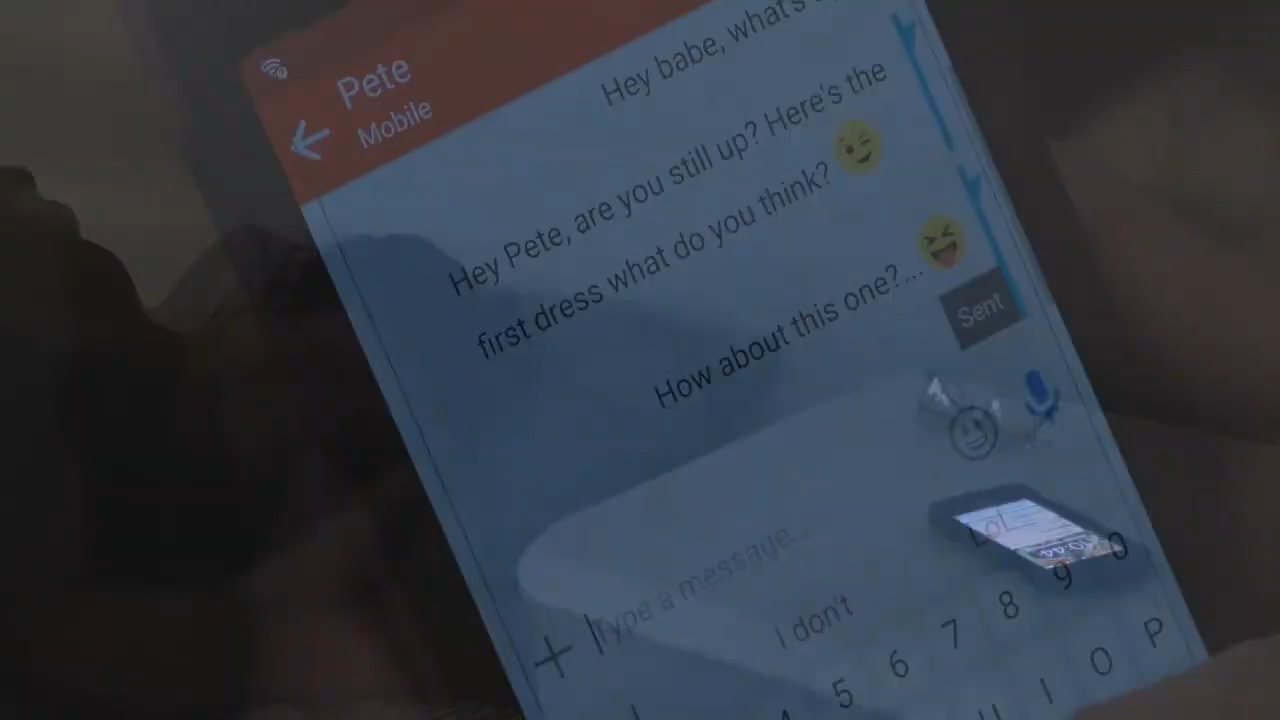 Pete
Mobile
Hey babe, what's
Hey Pete, are you still up? Here's the
first dress what do you think?
How about this one?...
Sent
LoL
Type a message...
I don't
5 6 7 8 9 0
I O P